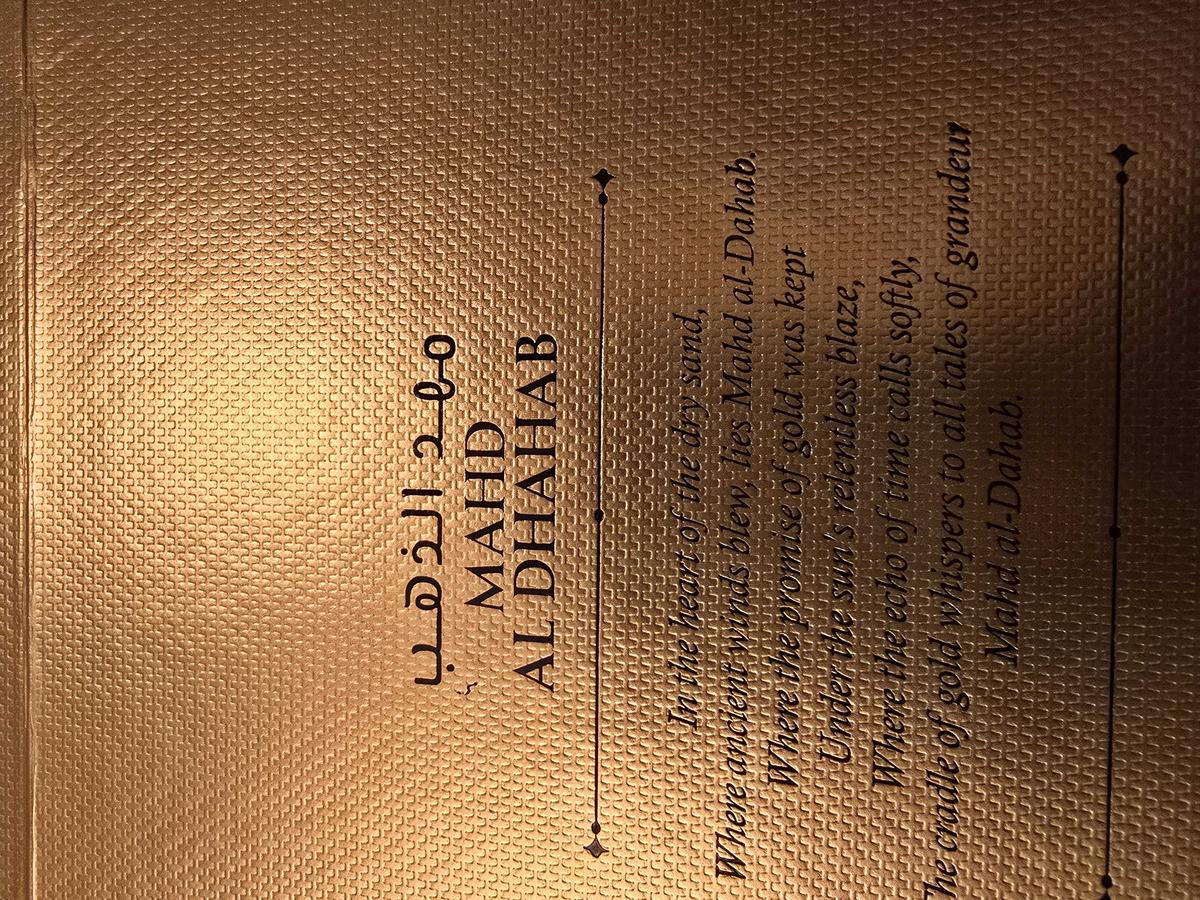 مهد الذهب
MAHD
AL DHAHAB
In the heart of the dry sand,
Where ancient winds blew, lies Mahd al-Dahab.
Where the promise of gold was kept
Under the sun's relentless blaze,
Where the echo of time calls softly,
The cradle of gold whispers to all tales of grandeur
Mahd al-Dahab.